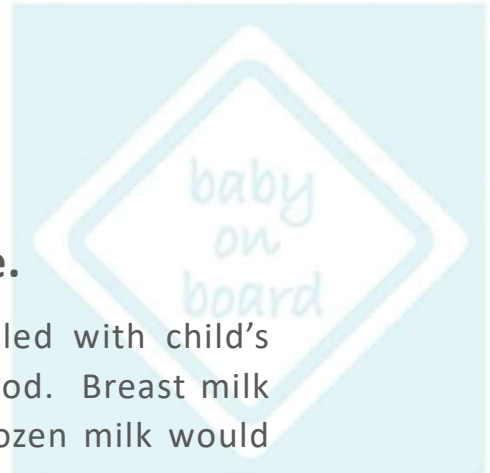 baby
on
board
e.
led with child’s
od. Breast milk
ozen milk would